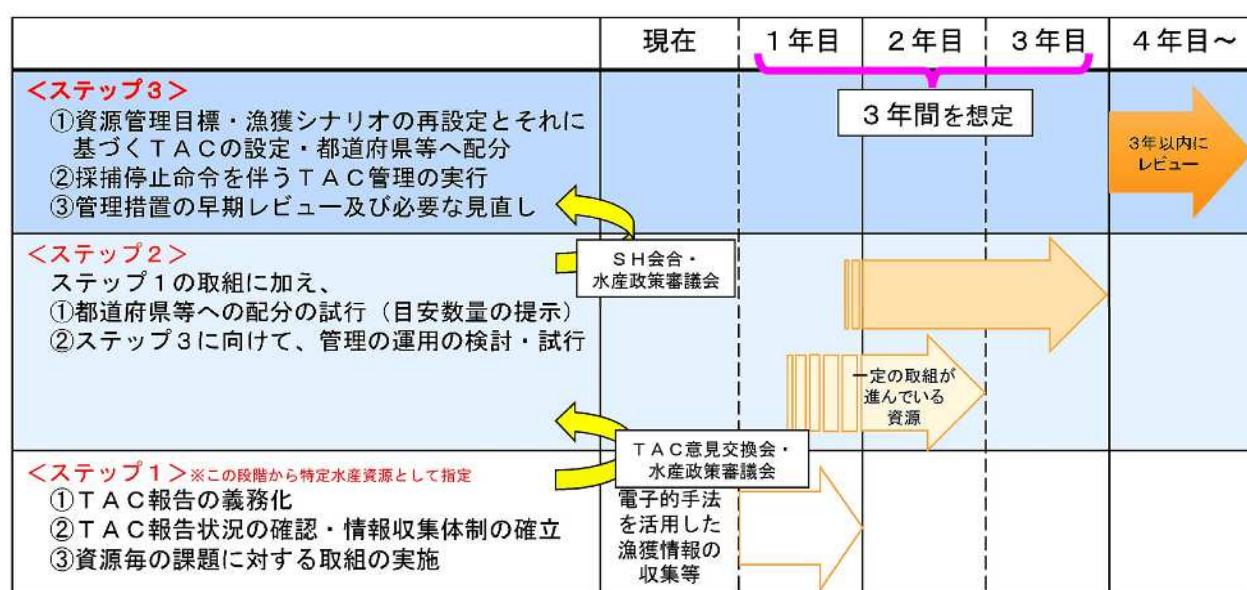 現在
1年目
2年目
3年目
4年目～
3年間を想定
＜ステップ3＞
①資源管理目標・漁獲シナリオの再設定とそれに
基づくTACの設定・都道府県等へ配分
②採捕停止命令を伴うTAC管理の実行
③管理措置の早期レビュー及び必要な見直し
3年以内に
レビュー
SH会合・
水産政策審議会
＜ステップ2＞
ステップ1の取組に加え、
①都道府県等への配分の試行（目安数量の提示）
②ステップ3に向けて、管理の運用の検討・試行
一定の取組が
進んでいる
資源
TAC意見交換会・
水産政策審議会
＜ステップ1＞※この段階から特定水産資源として指定
①TAC報告の義務化
②TAC報告状況の確認・情報収集体制の確立
③資源毎の課題に対する取組の実施
電子的手法
を活用した
漁獲情報の
収集等